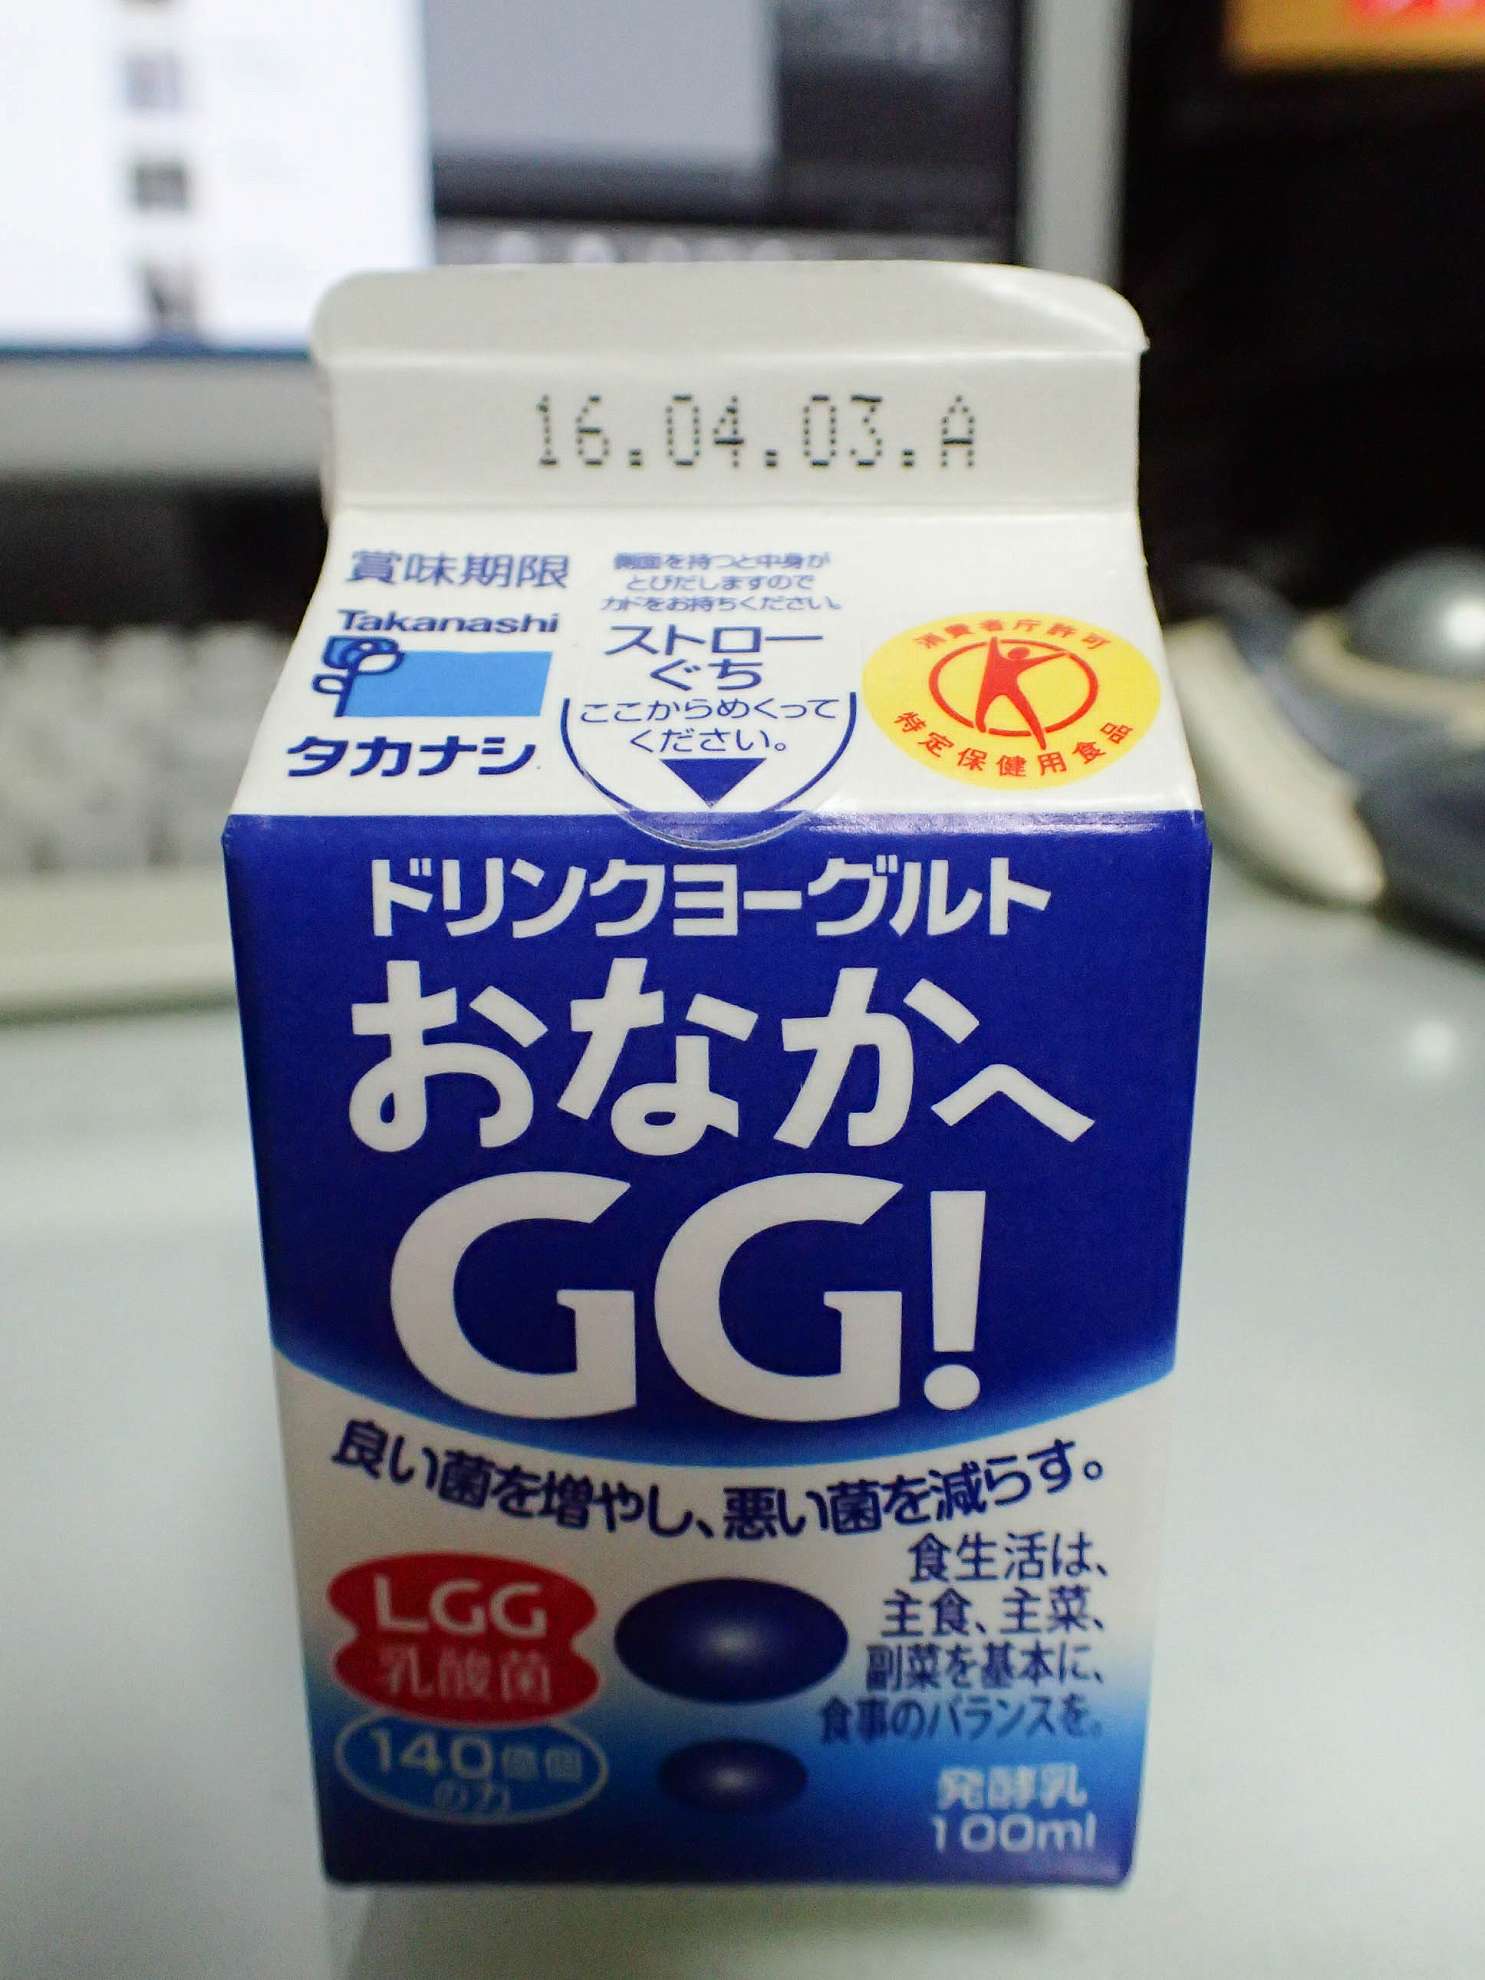 16.04.03.A
賞味期限
側面を持つと中身が
とびだしますので
カドをお持ちください。
Takanashi
タカナシ
ストロー
ぐち
ここからめくって
ください。
消費者庁許可
特定保健用食品
ドリンクヨーグルト
おなかへ
GG!
良い菌を増やし、悪い菌を減らす。
食生活は、
主食、主菜、
副菜を基本に、
食事のバランスを。
LGG
乳酸菌
140億個
の力
発酵乳
100ml